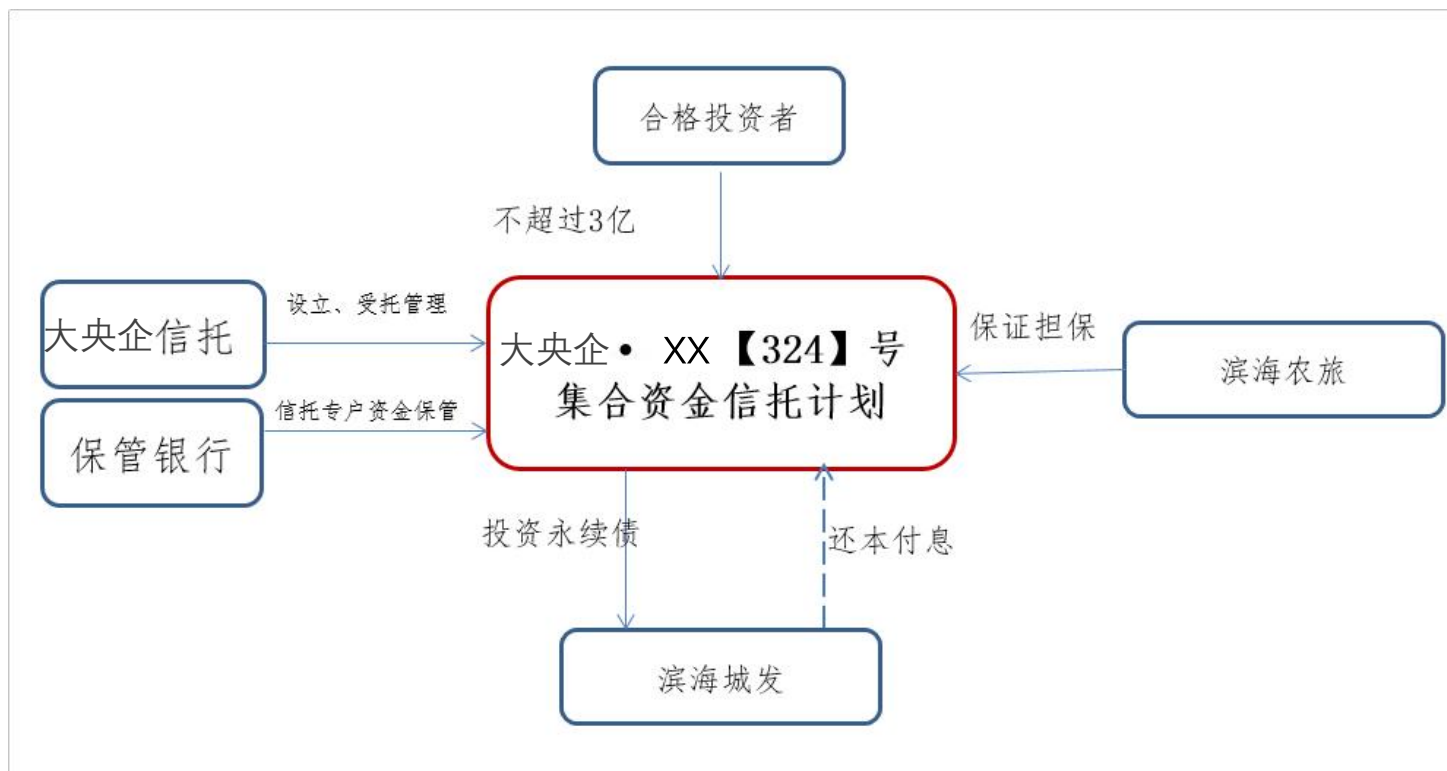 合格投资者
不超过3亿
设立、受托管理
大央企信托
大央企• XX【324】号
集合资金信托计划
保证担保
滨海农旅
信托专户资金保管
保管银行
投资永续债
还本付息
滨海城发